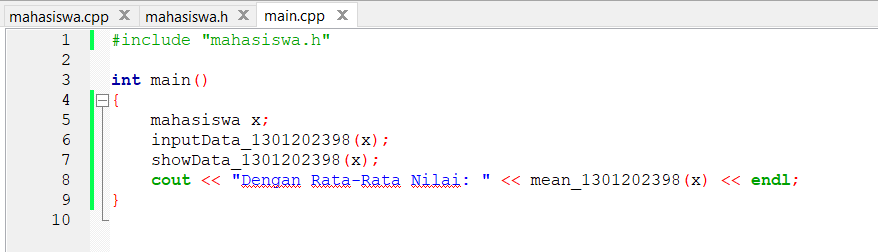 mahasiswa.cpp mahasiswa.h main.cpp
1 #include "mahasiswa.h"
2
3 int main()
4 {
5 mahasiswa x;
6 inputData_1301202398(x);
7 showData_1301202398(x);
8 cout << "Dengan Rata-Rata Nilai: " << mean_1301202398(x) << endl;
9 }
10